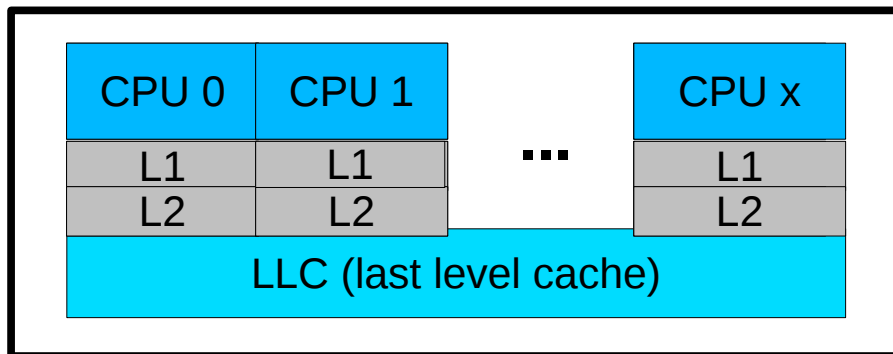 CPU 0 CPU 1 CPU x
...
L1 L1 L1
L2 L2 L2
LLC (last level cache)